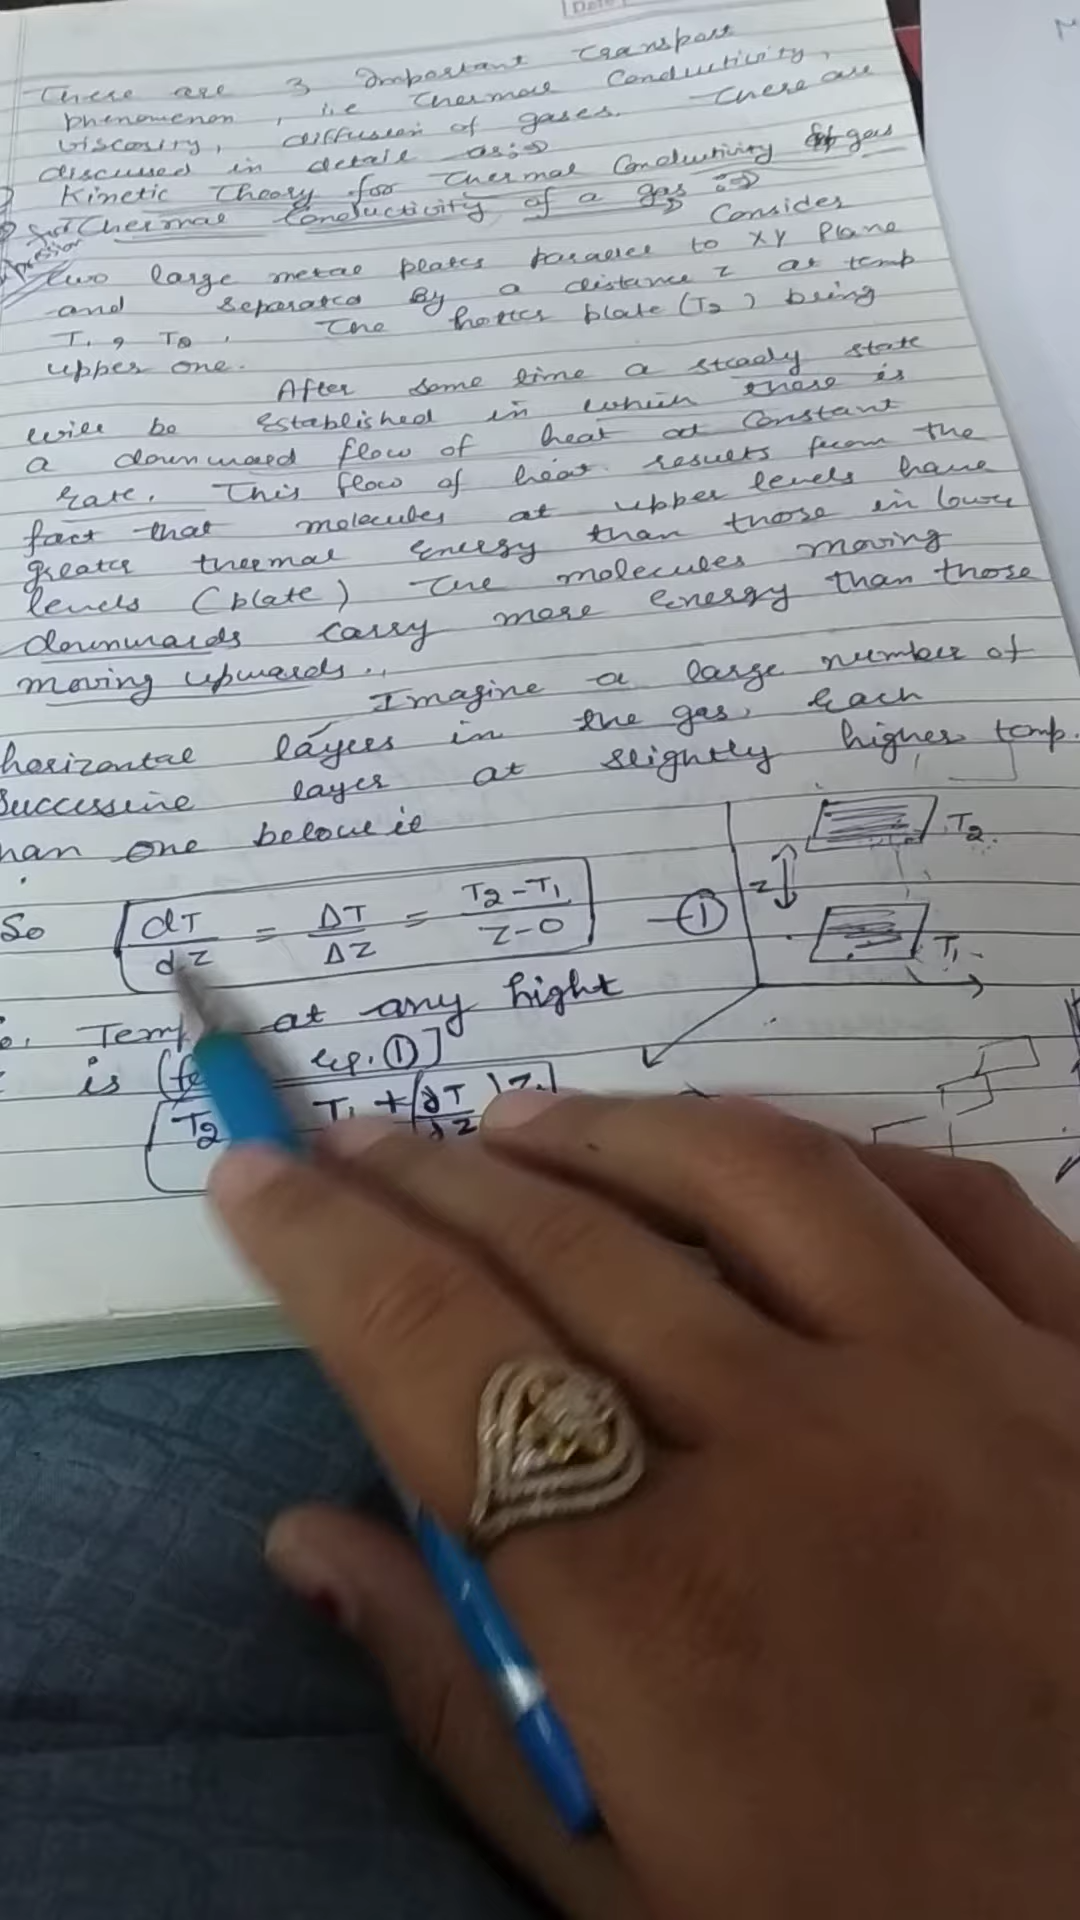 There are 3 Important Transport
phenomenon, i.e Thermal Conductivity,
viscosity, diffusion of gases. There are
discussed in detail as:⇒
Kinetic Theory for Thermal Conductivity of gas
Thermal Conductivity of a gas :⇒
Consider
two large metal plates parallel to XY Plane
and separated by a distance z at temp
T1, T2. The hotter plate (T2) being
upper one.
After some time a steady state
will be established in which there is
a downward flow of heat at constant
rate. This flow of heat results from the
fact that molecules at upper levels have
greater thermal energy than those in lower
levels (plate) The molecules moving
downwards carry more energy than those
moving upwards.
Imagine a large number of
horizontal layers in the gas, each
successive layer at slightly higher temp.
han one below it
So dT/dZ = ΔT/ΔZ = T2-T1/Z-0 —①
T2
Z
T1
Temp at any hight
is eq. ①]
T2 T1 + (∂T/∂Z)Z